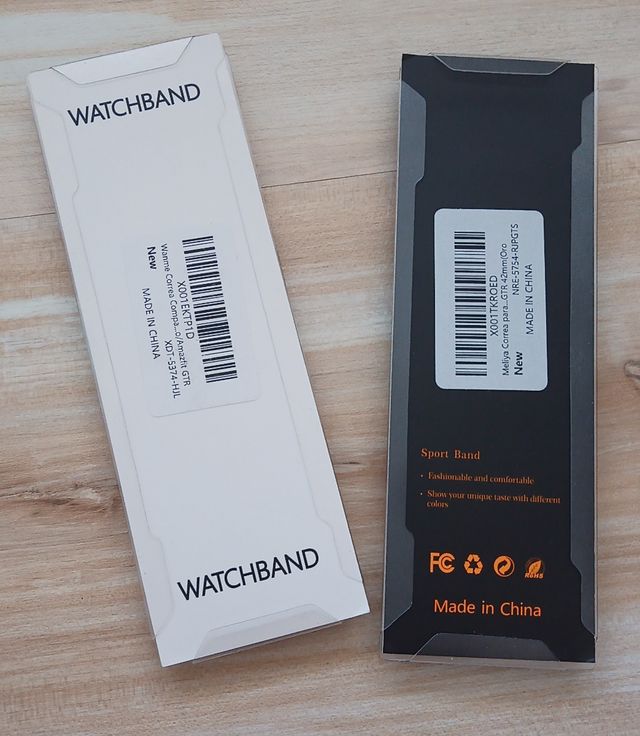 WATCHBAND
X001EKTP1D
Wanme Correa Compa...o/Amazfit GTR
XDT-5374-HJL
New
MADE IN CHINA
WATCHBAND
X001TKROED
Meliya Correa para...GTR 42mm(Oro
NRE-5754-RJPGTS
New
MADE IN CHINA
Sport Band
• Fashionable and comfortable
• Show your unique taste with different
colors
FC
RoHS
Made in China